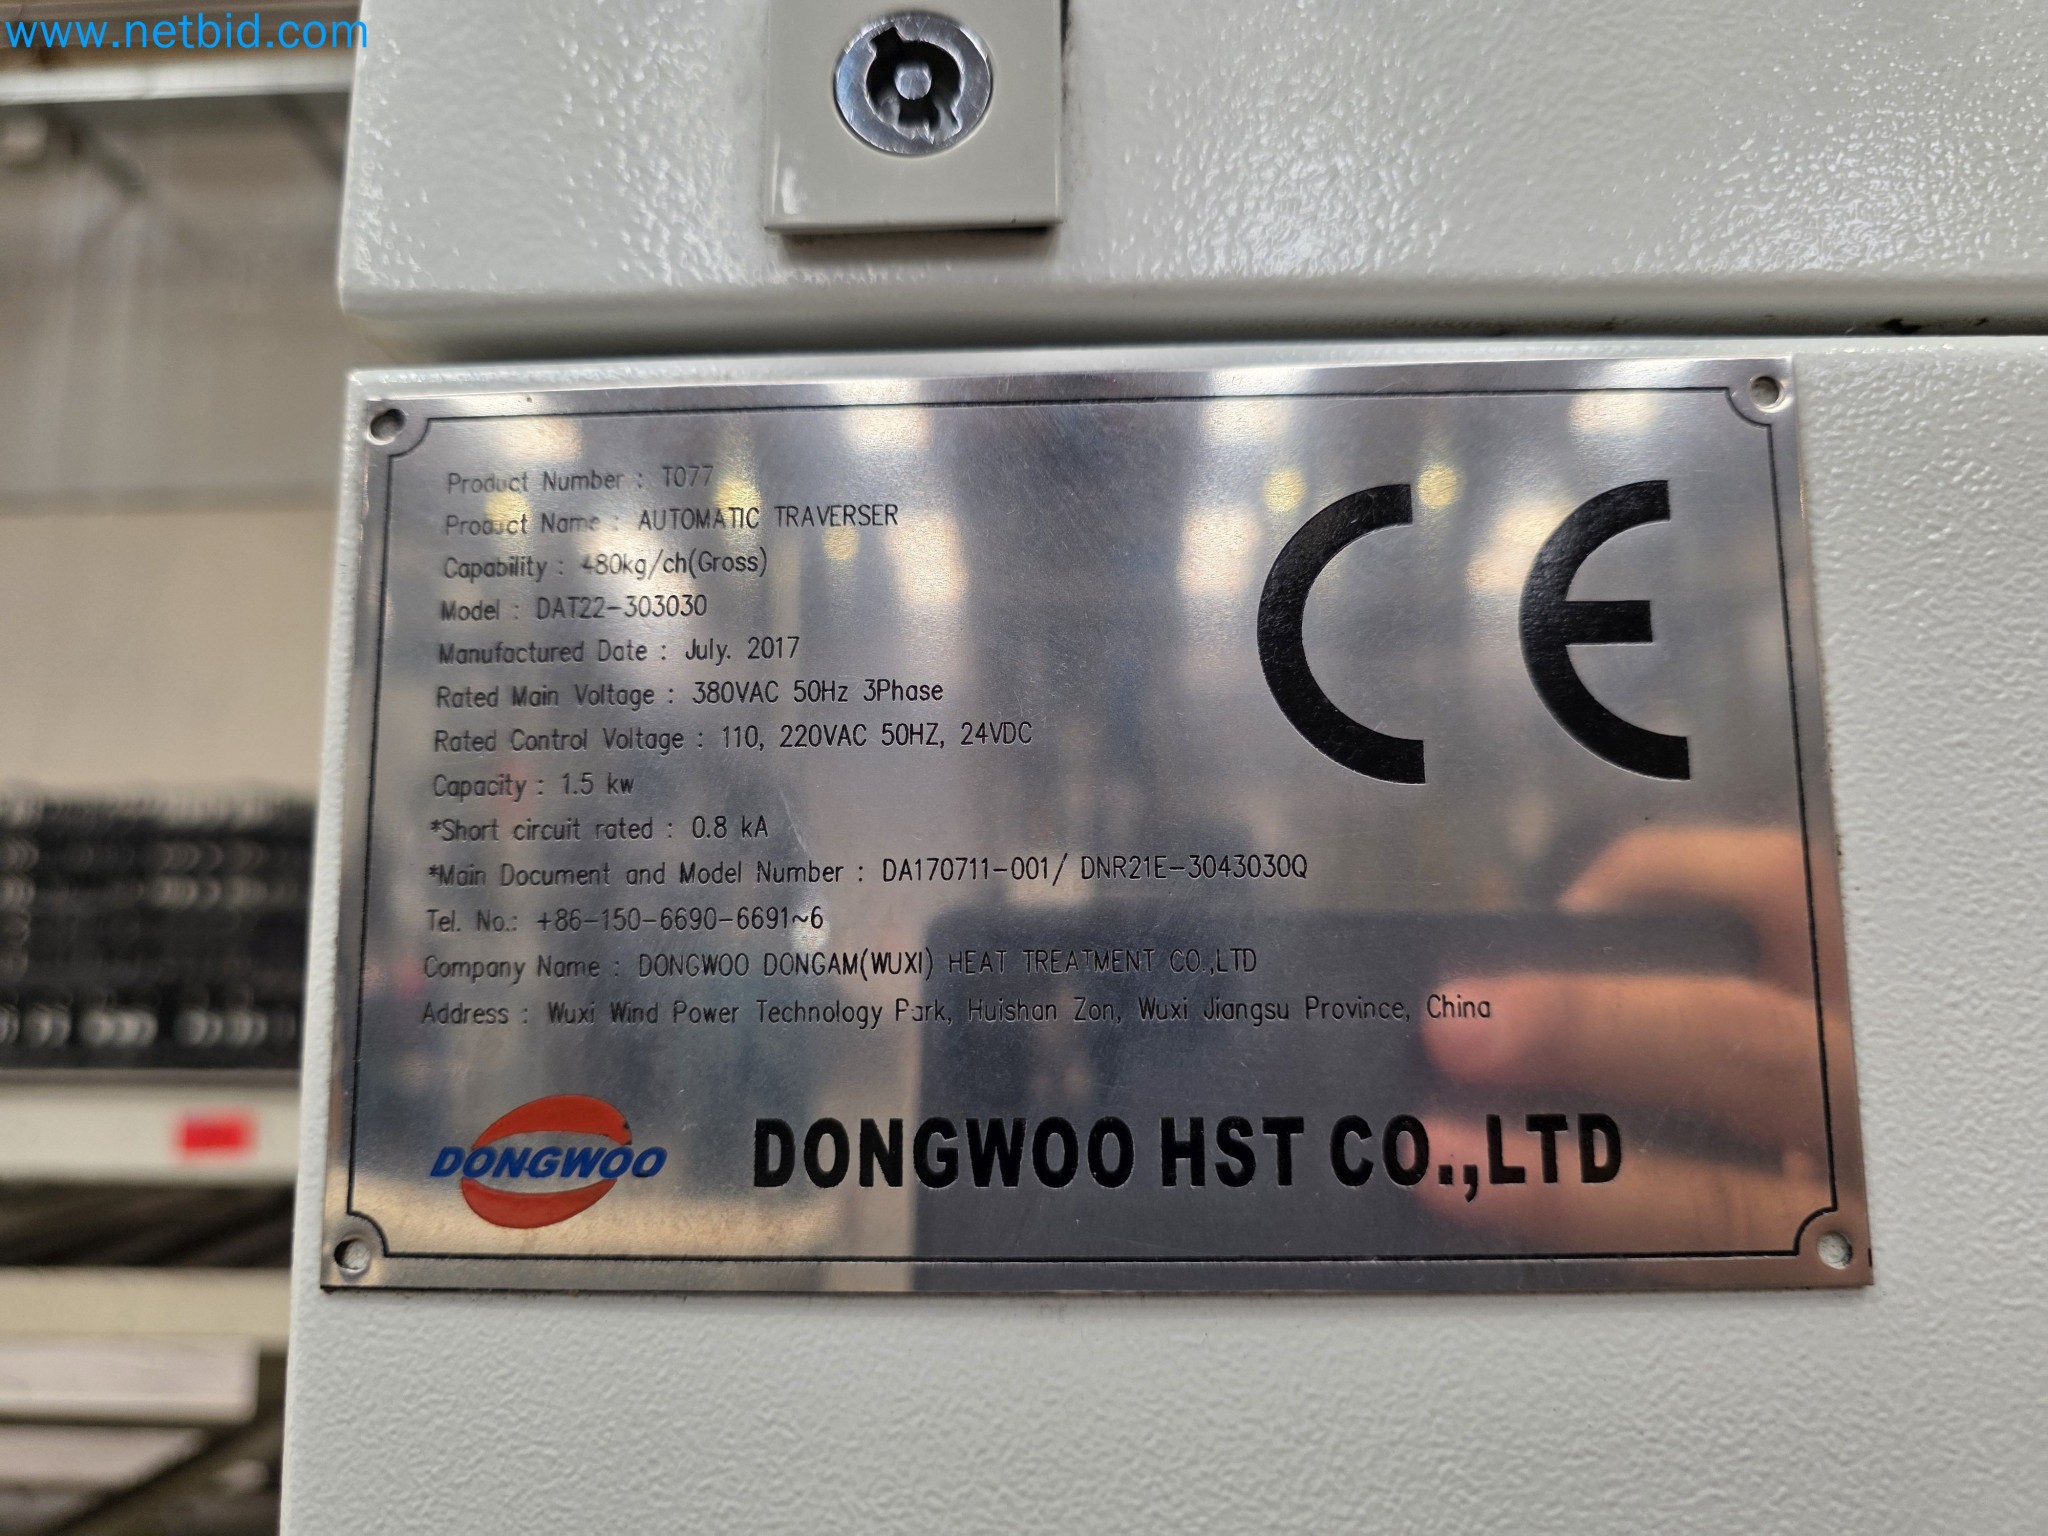 www.netbid.com
Product Number : T077
Product Name : AUTOMATIC TRAVERSER
Capability : 480kg/ch(Gross)
Model : DAT22-303030
Manufactured Date : July. 2017
Rated Main Voltage : 380VAC 50Hz 3Phase
Rated Control Voltage : 110, 220VAC 50HZ, 24VDC
Capacity : 1.5 kw
*Short circuit rated : 0.8 kA
*Main Document and Model Number : DA170711-001/ DNR21E-3043030Q
Tel. No.: +86-150-6690-6691~6
Company Name : DONGWOO DONGAM(WUXI) HEAT TREATMENT CO.,LTD
Address : Wuxi Wind Power Technology Park, Huishan Zon, Wuxi Jiangsu Province, China
CE
DONGWOO
DONGWOO HST CO.,LTD